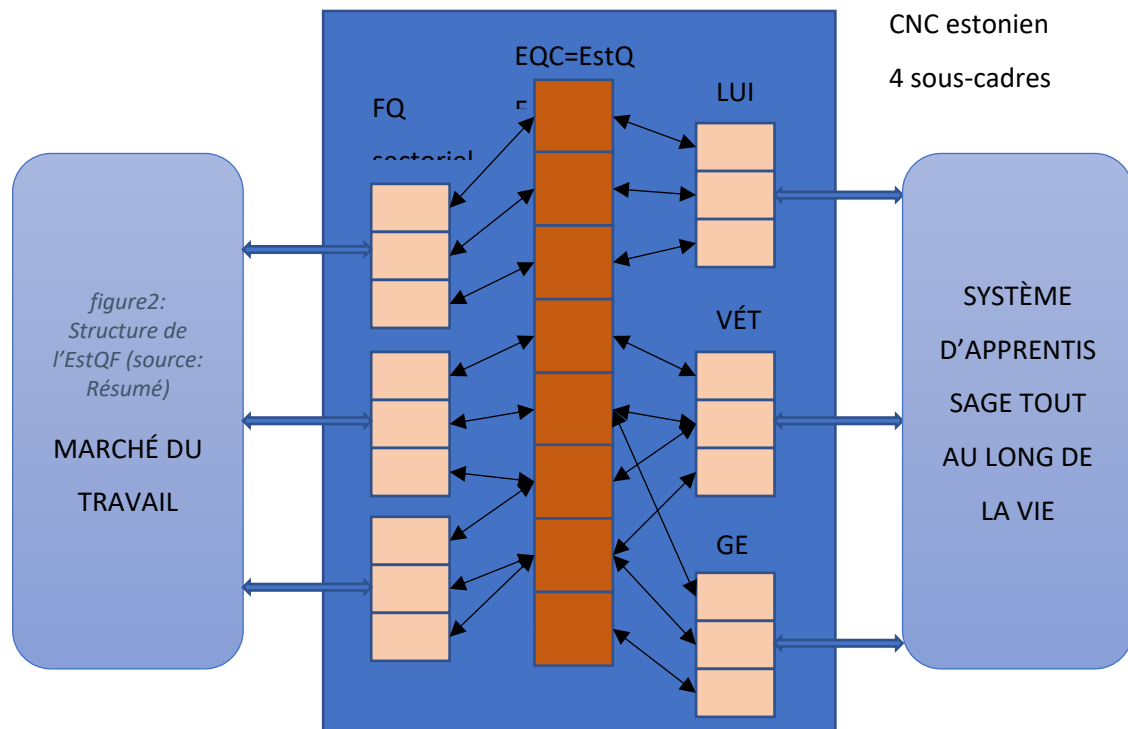 CNC estonien
4 sous-cadres
EQC=EstQ
LUI
FQ
sectoriel
figure2:
Structure de
l’EstQF (source:
Résumé)
MARCHÉ DU
TRAVAIL
VÉT
GE
SYSTÈME
D’APPRENTIS
SAGE TOUT
AU LONG DE
LA VIE